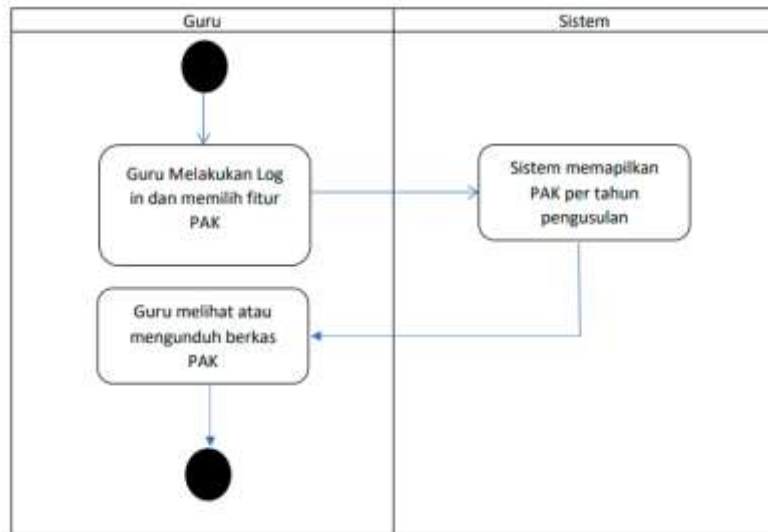 Guru
Sistem
Guru Melakukan Log
in dan memilih fitur
PAK
Sistem memapilkan
PAK per tahun
pengusulan
Guru melihat atau
mengunduh berkas
PAK